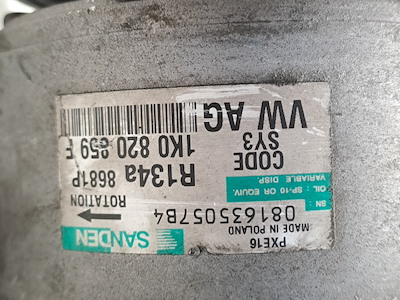 SANDEN
PXE16
MADE IN POLAND
SN: 081635057B4
OIL : SP-10 OR EQUIV.
VARIABLE DISP.
ROTATION
R134a 8681P
CODE
SY3
1K0 820 859 F
VW AG